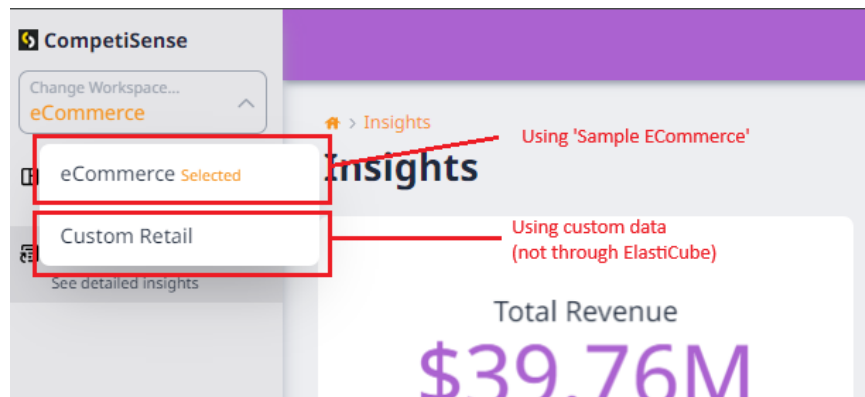 CompetiSense
Change Workspace...
eCommerce
> Insights
Using 'Sample ECommerce'
eCommerce Selected
Insights
Custom Retail
Using custom data
(not through ElastiCube)
See detailed insights
Total Revenue
$39.76M